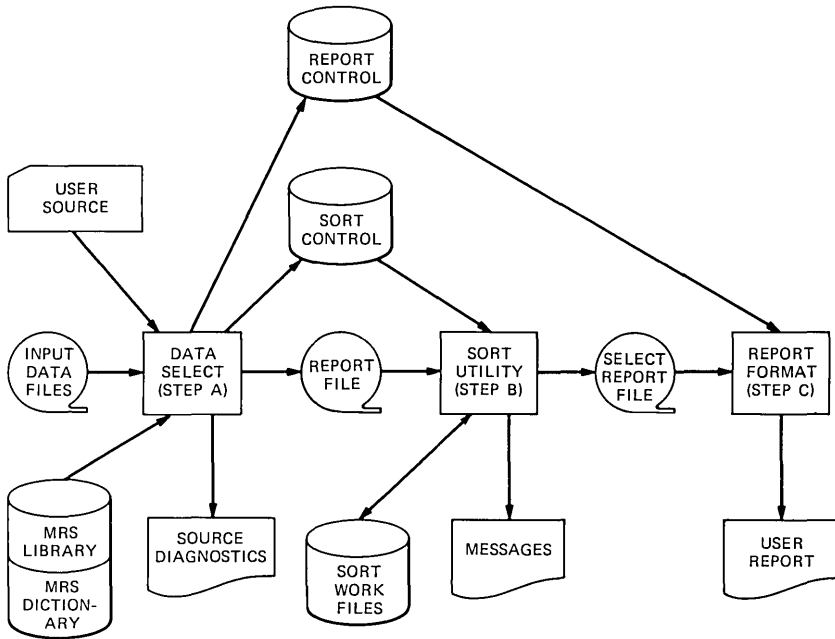 REPORT
CONTROL
USER
SOURCE
SORT
CONTROL
INPUT
DATA
FILES
DATA
SELECT
(STEP A)
REPORT
FILE
SORT
UTILITY
(STEP B)
SELECT
REPORT
FILE
REPORT
FORMAT
(STEP C)
MRS
LIBRARY
MRS
DICTION-
ARY
SOURCE
DIAGNOSTICS
SORT
WORK
FILES
MESSAGES
USER
REPORT